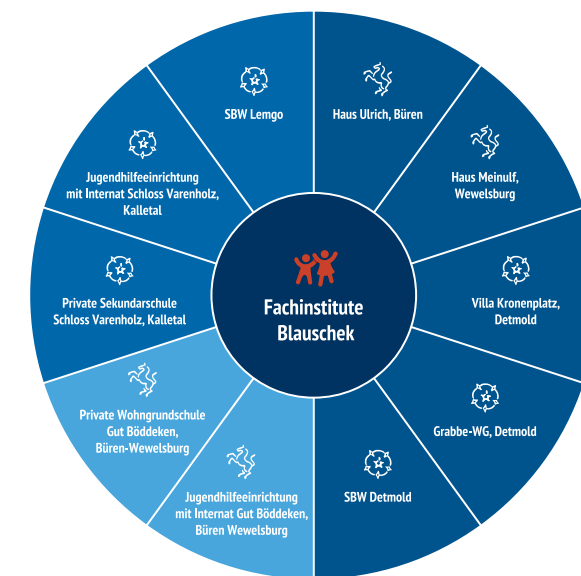 SBW Lemgo
Haus Ulrich, Büren
Haus Meinulf,
Wewelsburg
Villa Kronenplatz,
Detmold
Grabbe-WG, Detmold
SBW Detmold
Jugendhilfeeinrichtung
mit Internat Gut Böddeken,
Büren Wewelsburg
Private Wohngrundschule
Gut Böddeken,
Büren-Wewelsburg
Private Sekundarschule
Schloss Varenholz, Kalletal
Jugendhilfeeinrichtung
mit Internat Schloss Varenholz,
Kalletal
Fachinstitute
Blauschek